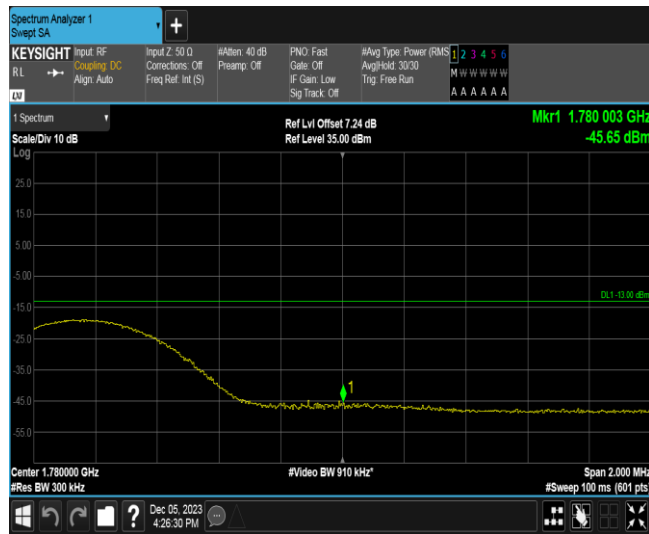 Spectrum Analyzer 1
Swept SA
+
KEYSIGHT
RL
LXI
Input: RF
Coupling: DC
Align: Auto
Input Z: 50 Ω
Corrections: Off
Freq Ref: Int (S)
#Atten: 40 dB
Preamp: Off
PNO: Fast
Gate: Off
IF Gain: Low
Sig Track: Off
#Avg Type: Power (RMS
Avg|Hold: 30/30
Trig: Free Run
1 2 3 4 5 6
M W W W W W
A A A A A A
1 Spectrum
Scale/Div 10 dB
Log
Ref Lvl Offset 7.24 dB
Ref Level 35.00 dBm
Mkr1 1.780 003 GHz
-45.65 dBm
25.0
15.0
5.00
-5.00
DL1 -13.00 dBm
-15.0
-25.0
-35.0
1
-45.0
-55.0
Center 1.780000 GHz
#Res BW 300 kHz
#Video BW 910 kHz*
Span 2.000 MHz
#Sweep 100 ms (601 pts
?
Dec 05, 2023
4:26:30 PM